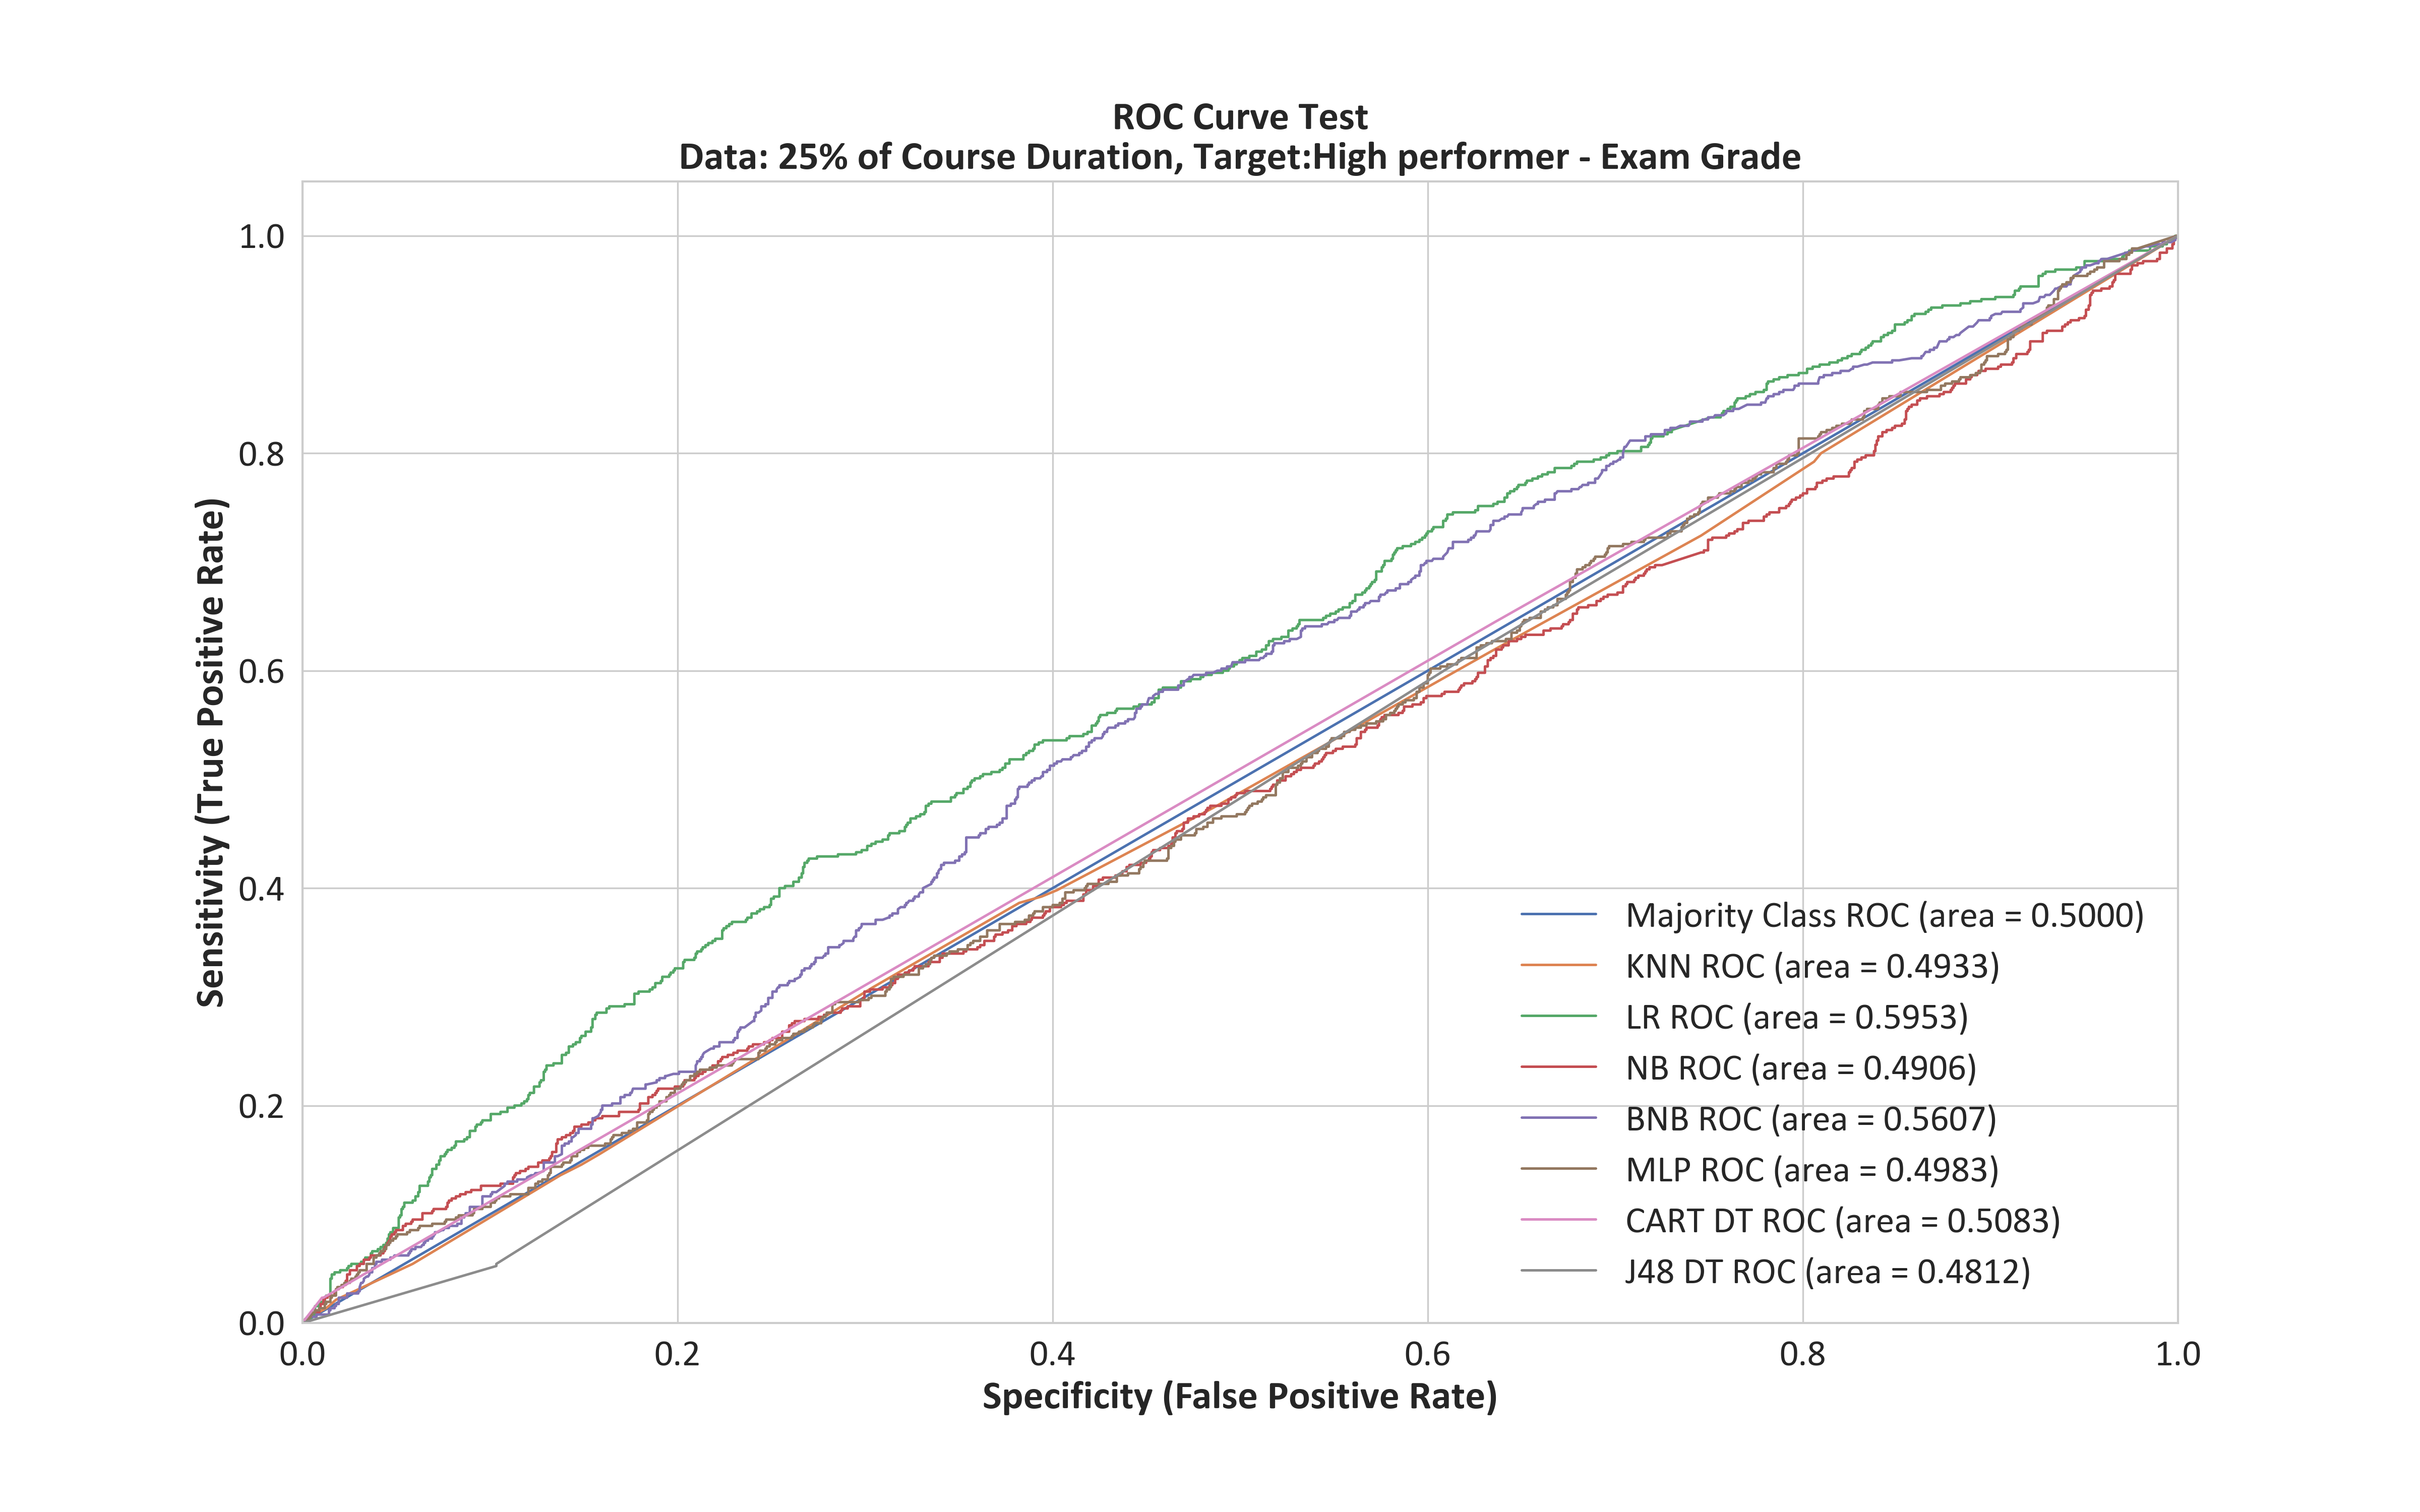 ROC Curve Test
Data: 25% of Course Duration, Target:High performer - Exam Grade
Sensitivity (True Positive Rate)
1.0
0.8
0.6
0.4
0.2
0.0
Majority Class ROC (area = 0.5000)
KNN ROC (area = 0.4933)
LR ROC (area = 0.5953)
NB ROC (area = 0.4906)
BNB ROC (area = 0.5607)
MLP ROC (area = 0.4983)
CART DT ROC (area = 0.5083)
J48 DT ROC (area = 0.4812)
0.0 0.2 0.4 0.6 0.8 1.0
Specificity (False Positive Rate)